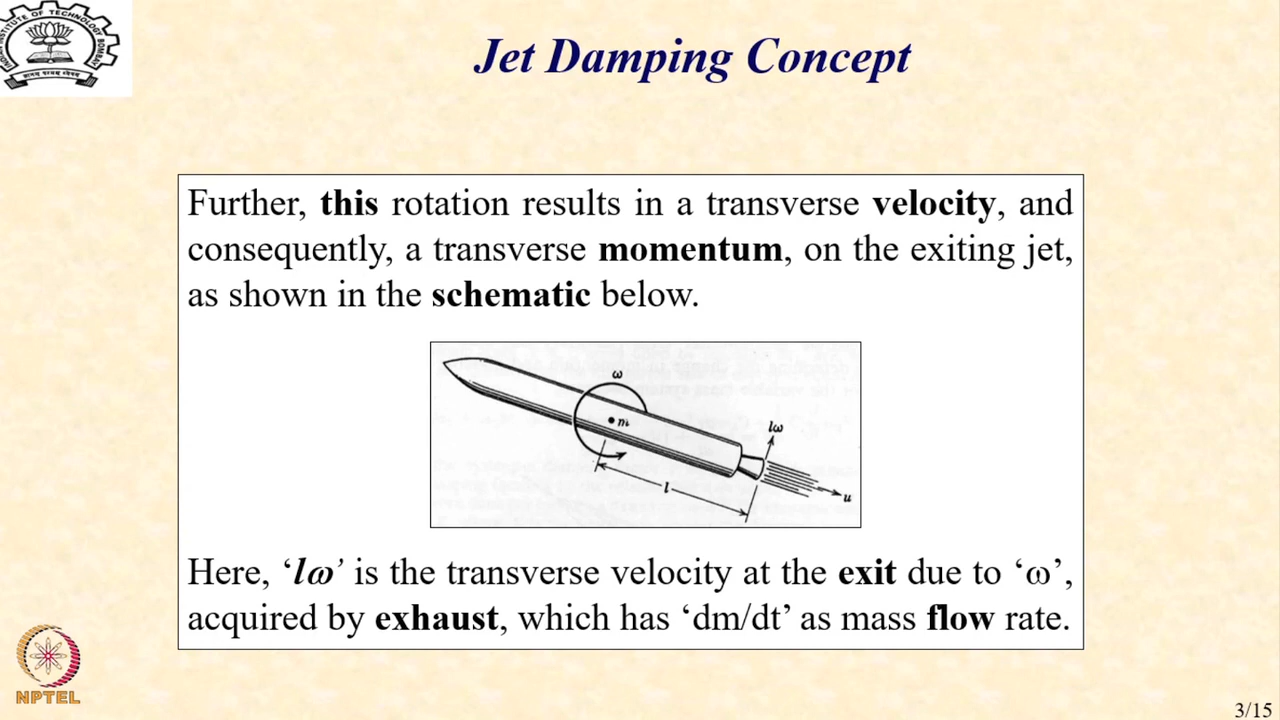 Jet Damping Concept
Further, this rotation results in a transverse velocity, and
consequently, a transverse momentum, on the exiting jet,
as shown in the schematic below.
ω
m
lω
l
u
Here, ‘lω’ is the transverse velocity at the exit due to ‘ω’,
acquired by exhaust, which has ‘dm/dt’ as mass flow rate.
NPTEL
3/15